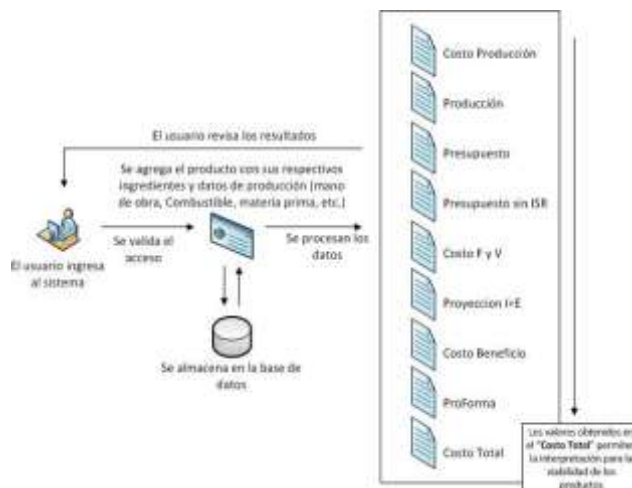 El usuario revisa los resultados
Se agrega el producto con sus respectivos
ingredientes y datos de producción (mano
de obra, Combustible, materia prima, etc.)
Se valida el
acceso
Se procesan los
datos
El usuario ingresa
al sistema
Se almacena en la base de
datos
Costo Producción
Producción
Presupuesto
Presupuesto sin ISR
Costo F y V
Proyeccion I+E
Costo Beneficio
ProForma
Costo Total
Los valores obtenidos en
el "Costo Total" permiten
la interpretación para la
viabilidad de los
productos